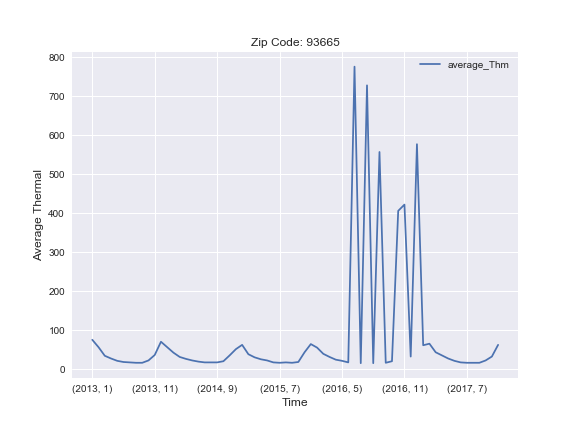 Zip Code: 93665
average_Thm
800
700
600
500
400
300
200
100
0
Average Thermal
(2013, 1) (2013, 11) (2014, 9) (2015, 7) (2016, 5) (2016, 11) (2017, 7)
Time